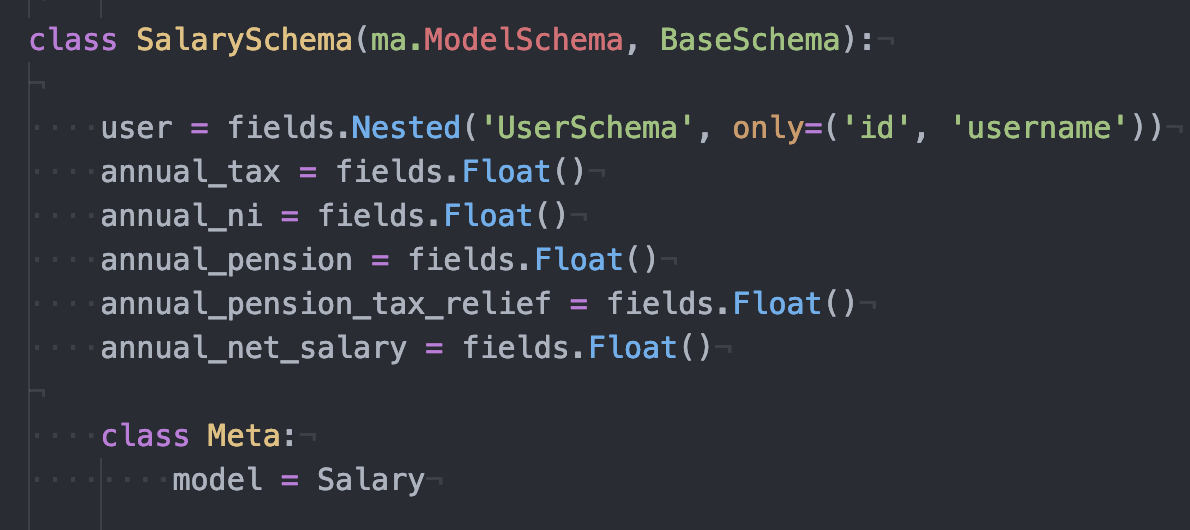 class SalarySchema(ma.ModelSchema, BaseSchema):
user = fields.Nested('UserSchema', only=('id', 'username'))
annual_tax = fields.Float()
annual_ni = fields.Float()
annual_pension = fields.Float()
annual_pension_tax_relief = fields.Float()
annual_net_salary = fields.Float()
class Meta:
model = Salary